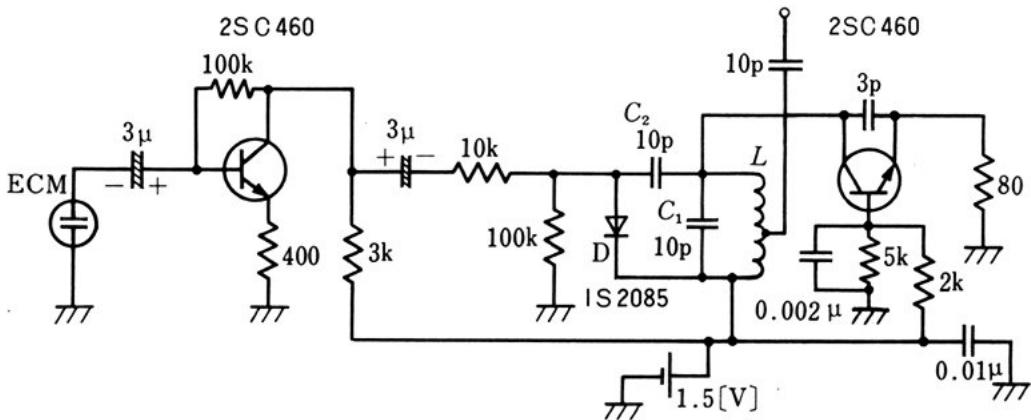 2SC460
2SC460
100k
10p
3p
3μ
C₂
3μ
10k
10p
L
+ −
ECM
− +
80
C₁
100k
10p
400
3k
D
5k
2k
IS2085
0.002μ
0.01μ
1.5[V]